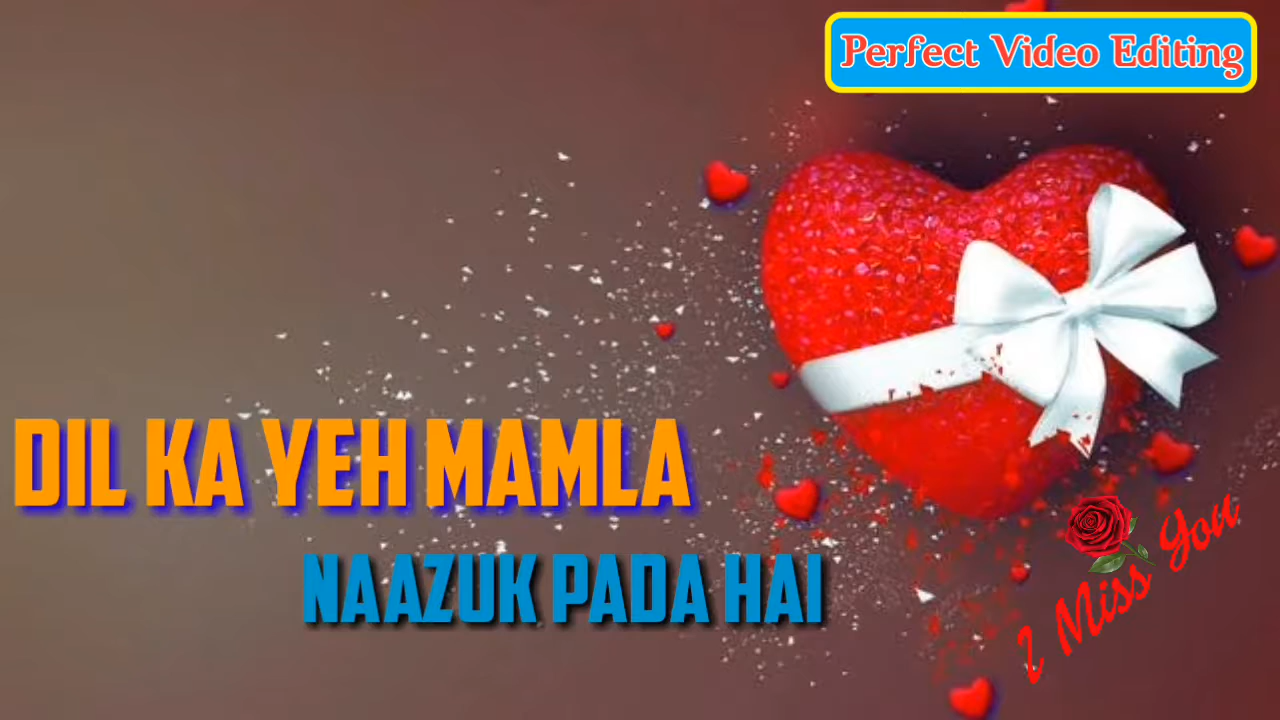 Perfect Video Editing
DIL KA YEH MAMLA
NAAZUK PADA HAI
I Miss You